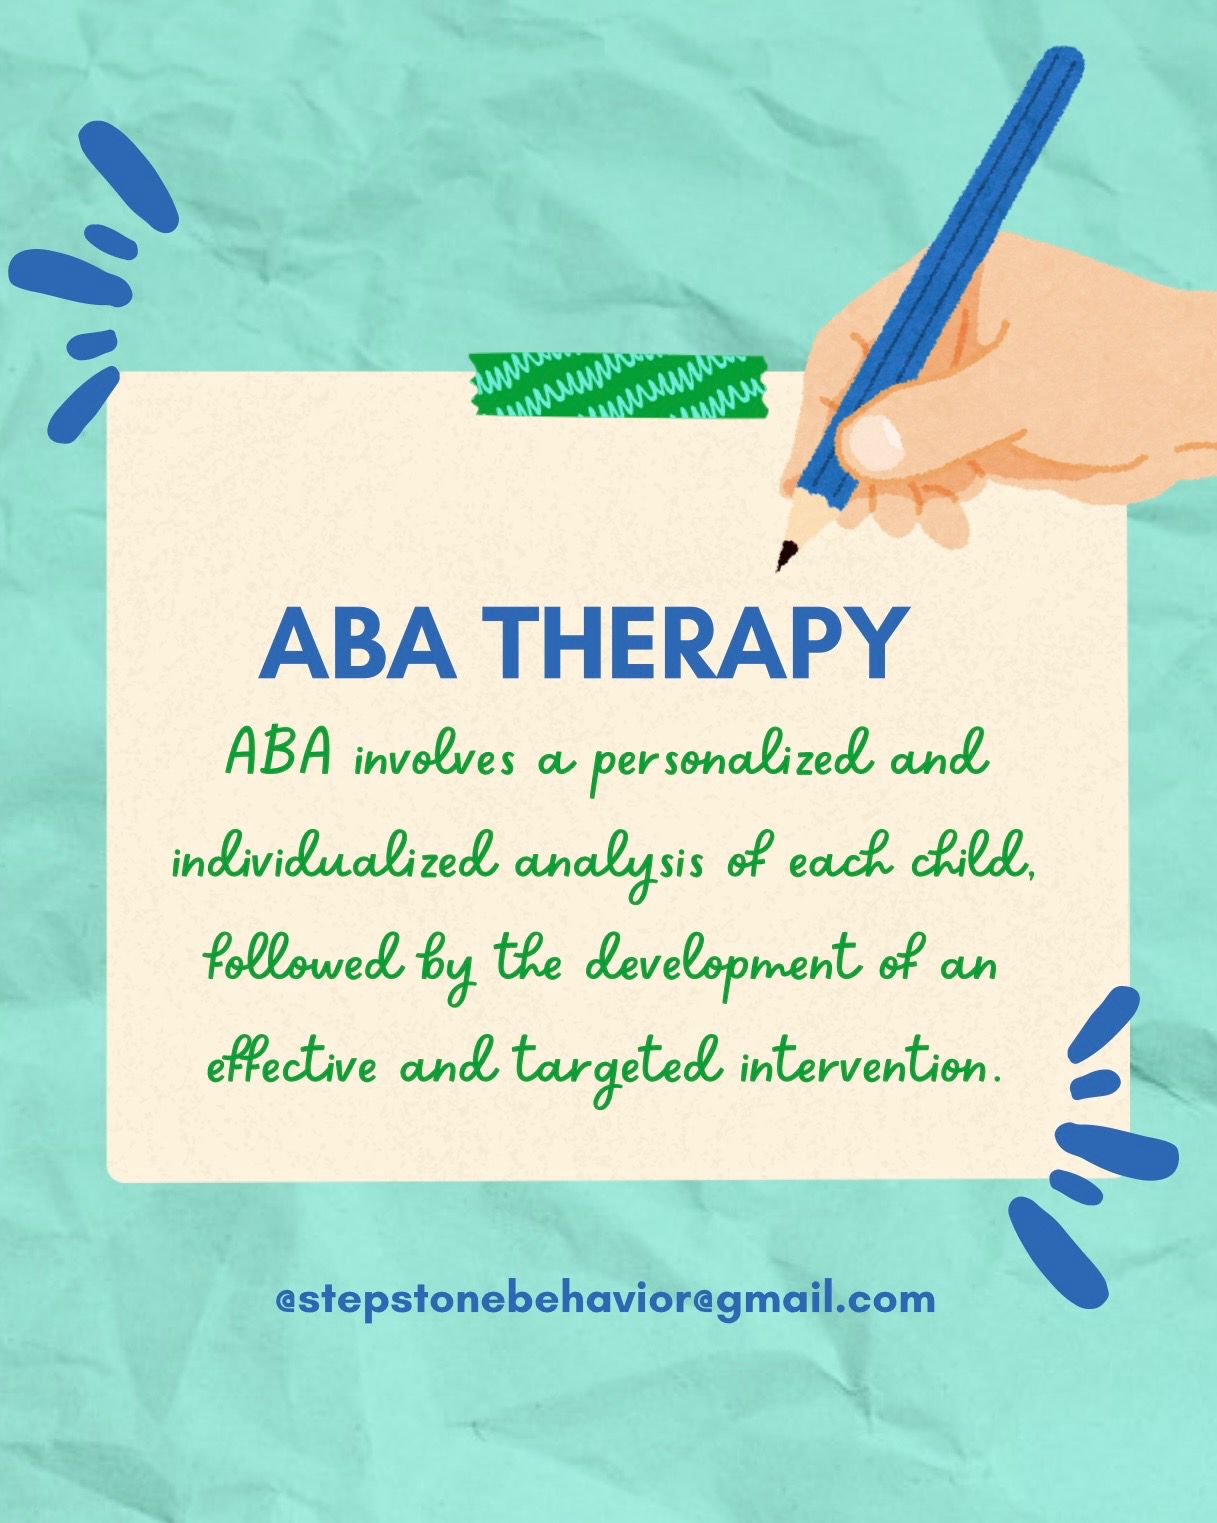 ABA THERAPY
ABA involves a personalized and
individualized analysis of each child,
followed by the development of an
effective and targeted intervention.
@stepstonebehavior@gmail.com